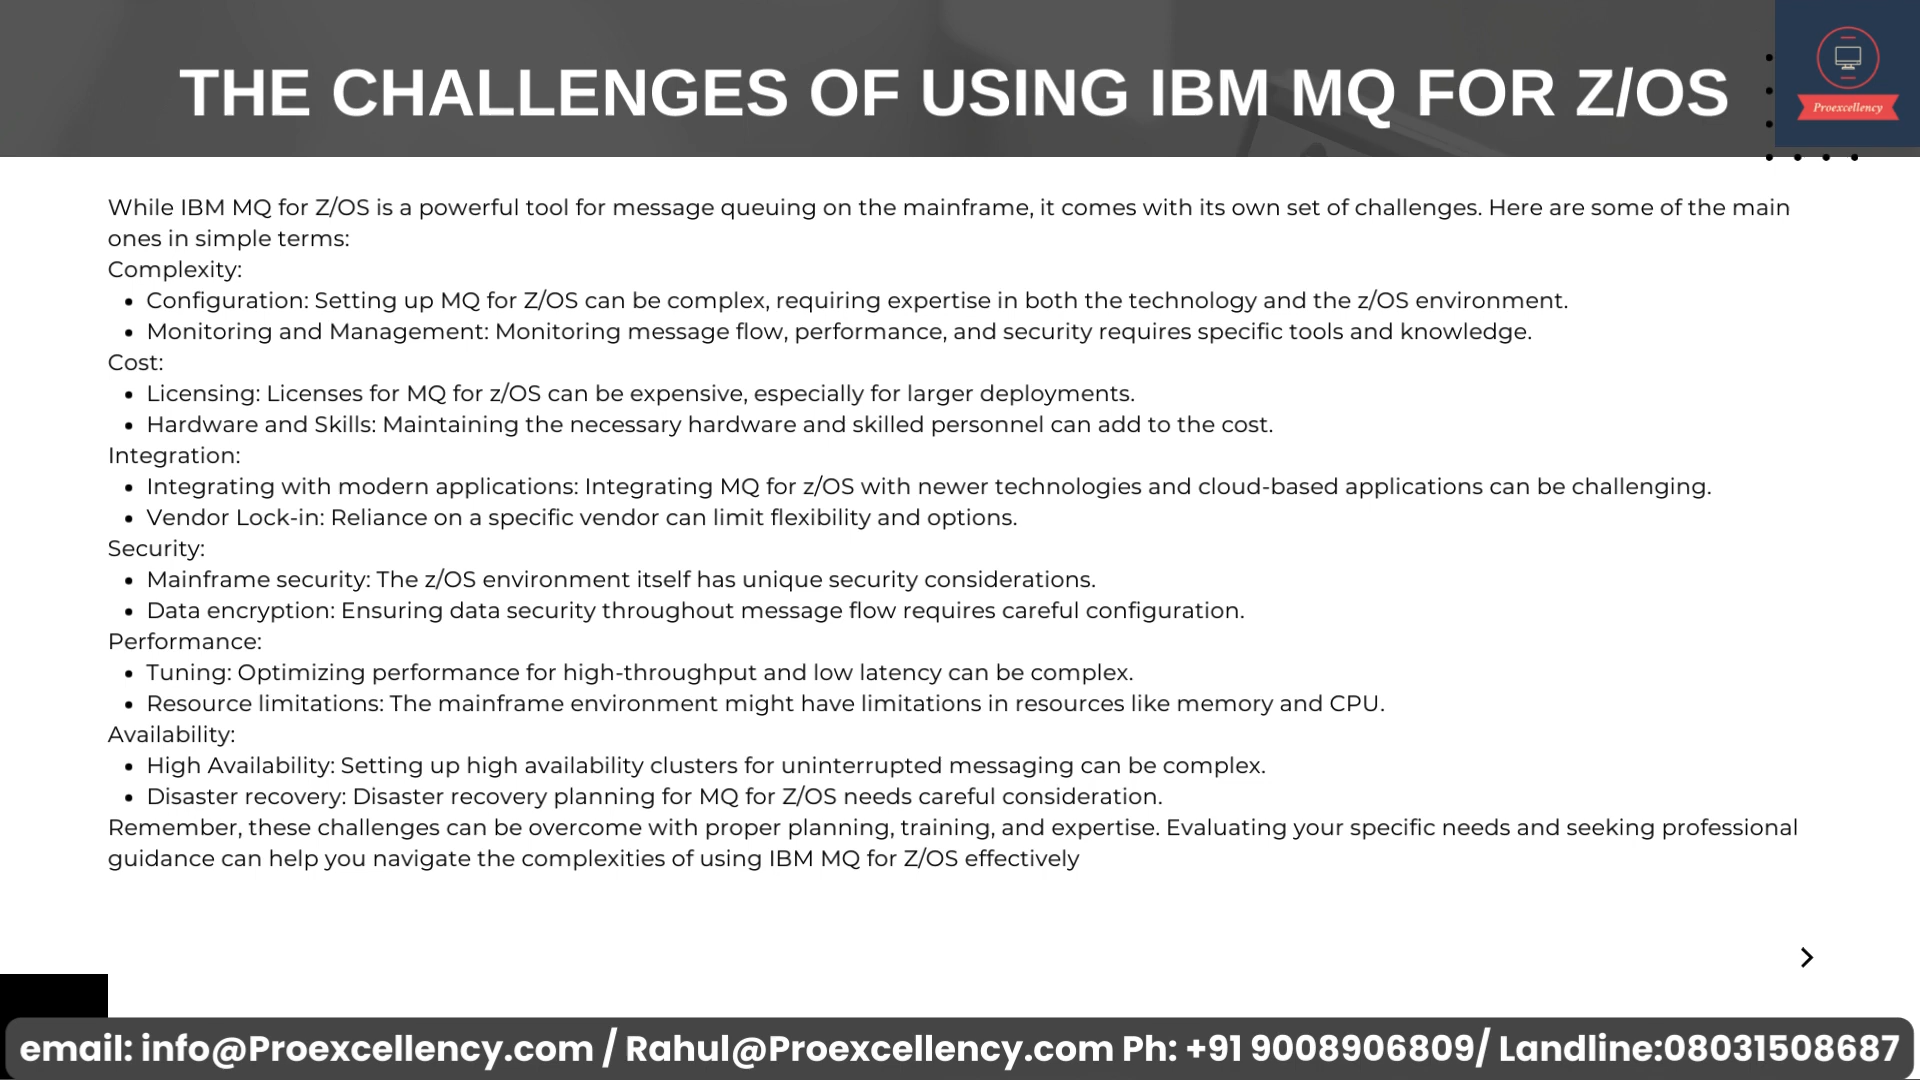 THE CHALLENGES OF USING IBM MQ FOR Z/OS
Proexcellency
While IBM MQ for Z/OS is a powerful tool for message queuing on the mainframe, it comes with its own set of challenges. Here are some of the main
ones in simple terms:
Complexity:
• Configuration: Setting up MQ for Z/OS can be complex, requiring expertise in both the technology and the z/OS environment.
• Monitoring and Management: Monitoring message flow, performance, and security requires specific tools and knowledge.
Cost:
• Licensing: Licenses for MQ for z/OS can be expensive, especially for larger deployments.
• Hardware and Skills: Maintaining the necessary hardware and skilled personnel can add to the cost.
Integration:
• Integrating with modern applications: Integrating MQ for z/OS with newer technologies and cloud-based applications can be challenging.
• Vendor Lock-in: Reliance on a specific vendor can limit flexibility and options.
Security:
• Mainframe security: The z/OS environment itself has unique security considerations.
• Data encryption: Ensuring data security throughout message flow requires careful configuration.
Performance:
• Tuning: Optimizing performance for high-throughput and low latency can be complex.
• Resource limitations: The mainframe environment might have limitations in resources like memory and CPU.
Availability:
• High Availability: Setting up high availability clusters for uninterrupted messaging can be complex.
• Disaster recovery: Disaster recovery planning for MQ for Z/OS needs careful consideration.
Remember, these challenges can be overcome with proper planning, training, and expertise. Evaluating your specific needs and seeking professional
guidance can help you navigate the complexities of using IBM MQ for Z/OS effectively
email: info@Proexcellency.com / Rahul@Proexcellency.com Ph: +91 9008906809/ Landline:08031508687